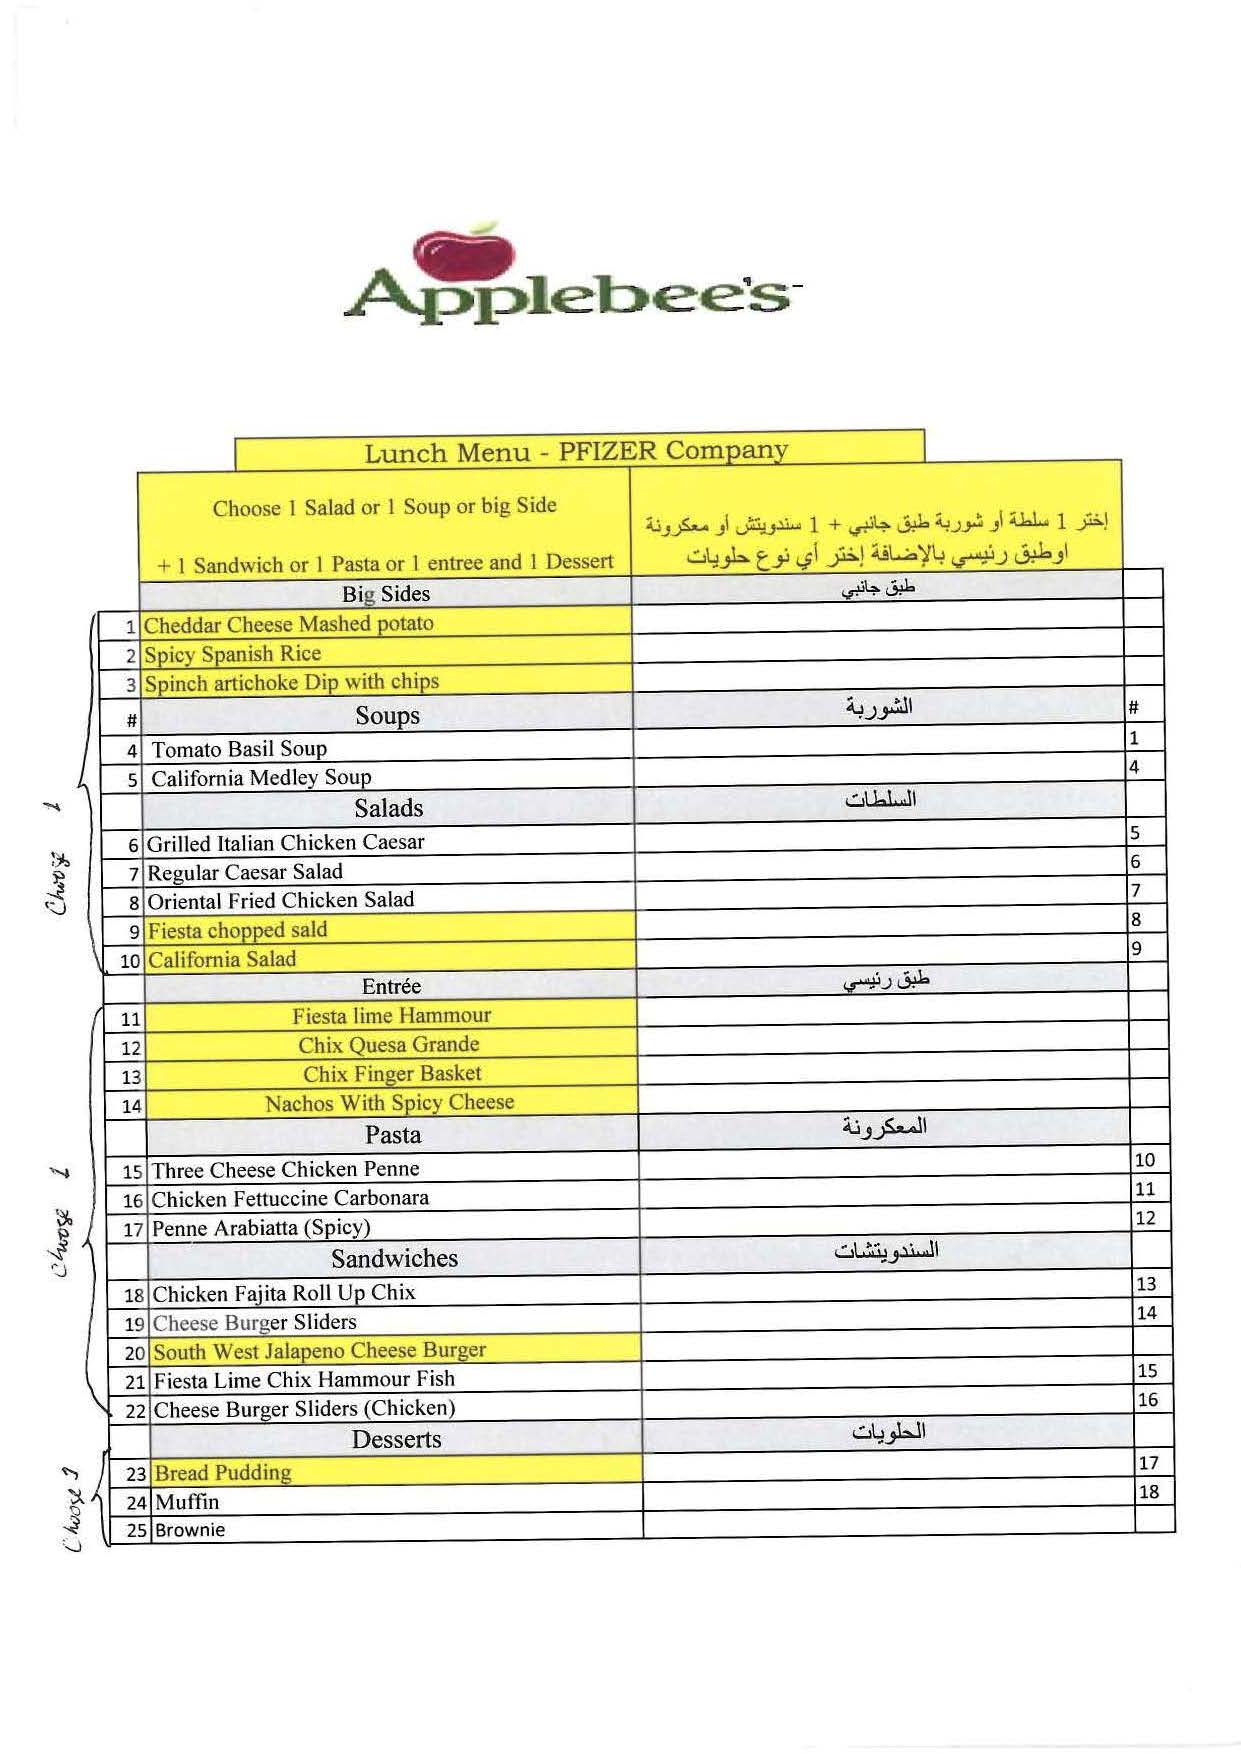 Applebee's
Lunch Menu - PFIZER Company
Choose 1 Salad or 1 Soup or big Side
+ 1 Sandwich or 1 Pasta or 1 entree and 1 Dessert
إختر 1 سلطة أو شوربة طبق جانبي + 1 سندويتش أو معكرونة
اوطبق رئيسي بالإضافة إختر أي نوع حلويات
Big Sides طبق جانبي
1 Cheddar Cheese Mashed potato
2 Spicy Spanish Rice
3 Spinch artichoke Dip with chips
# Soups الشوربة #
4 Tomato Basil Soup 1
5 California Medley Soup 4
Salads السلطات
6 Grilled Italian Chicken Caesar 5
7 Regular Caesar Salad 6
8 Oriental Fried Chicken Salad 7
9 Fiesta chopped sald 8
10 California Salad 9
Choose 1
Entrée طبق رئيسي
11 Fiesta lime Hammour
12 Chix Quesa Grande
13 Chix Finger Basket
14 Nachos With Spicy Cheese
Pasta المعكرونة
15 Three Cheese Chicken Penne 10
16 Chicken Fettuccine Carbonara 11
17 Penne Arabiatta (Spicy) 12
Sandwiches السندويتشات
18 Chicken Fajita Roll Up Chix 13
19 Cheese Burger Sliders 14
20 South West Jalapeno Cheese Burger
21 Fiesta Lime Chix Hammour Fish 15
22 Cheese Burger Sliders (Chicken) 16
Choose 1
Desserts الحلويات
23 Bread Pudding 17
24 Muffin 18
25 Brownie
Choose 1